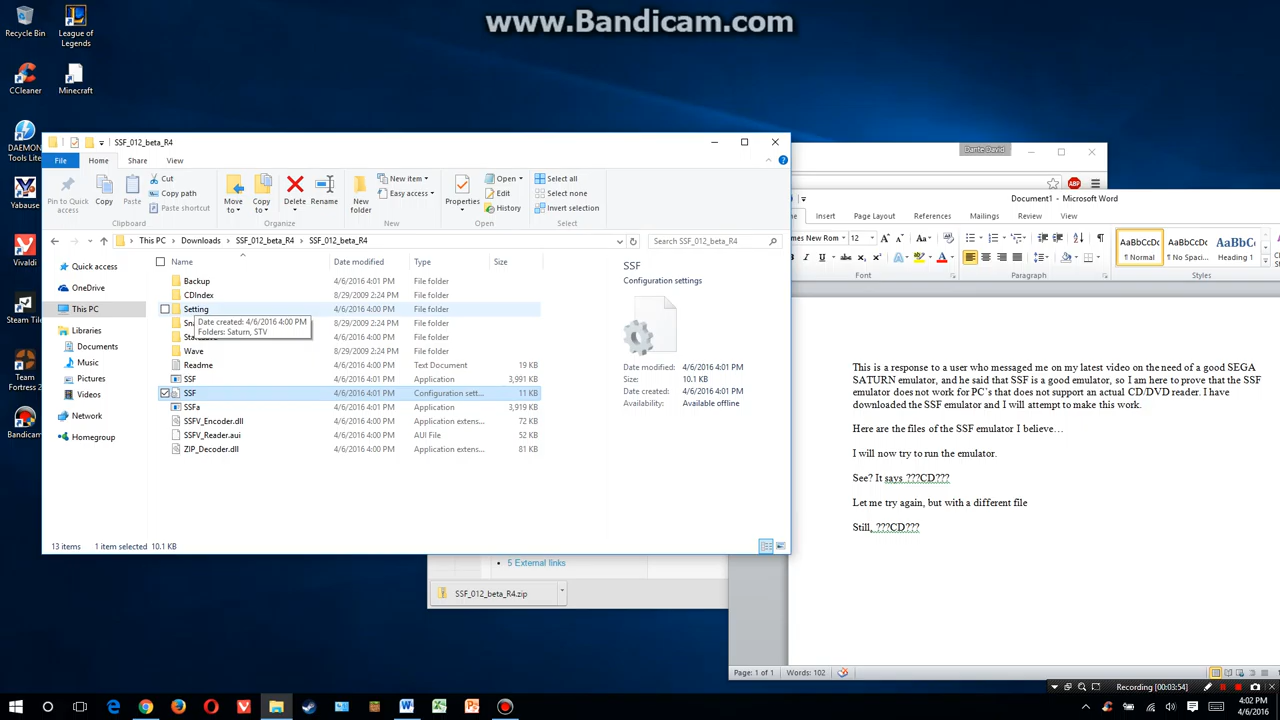 www.Bandicam.com
Recycle Bin
League of
Legends
CCleaner
Minecraft
DAEMON
Tools Lite
Yabause
Vivaldi
Steam Tile
Team
Fortress 2
Bandicam
SSF_012_beta_R4
File
Home
Share
View
Pin to Quick
access
Copy
Paste
Cut
Copy path
Paste shortcut
Clipboard
Move
to
Copy
to
Delete
Rename
Organize
New
folder
New item
Easy access
New
Properties
Open
Edit
History
Open
Select all
Select none
Invert selection
Select
This PC
Downloads
SSF_012_beta_R4
SSF_012_beta_R4
Search SSF_012_beta_R4
Name
Date modified
Type
Size
Quick access
OneDrive
This PC
Libraries
Documents
Music
Pictures
Videos
Network
Homegroup
Backup 4/6/2016 4:01 PM File folder
CDIndex 8/29/2009 2:24 PM File folder
Setting 4/6/2016 4:00 PM File folder
8/29/2009 2:24 PM File folder
4/6/2016 4:00 PM File folder
Wave 8/29/2009 2:24 PM File folder
Readme 4/6/2016 4:00 PM Text Document 19 KB
SSF 4/6/2016 4:01 PM Application 3,991 KB
SSF 4/6/2016 4:01 PM Configuration sett... 11 KB
SSFa 4/6/2016 4:01 PM Application 3,919 KB
SSFV_Encoder.dll 4/6/2016 4:00 PM Application extens... 72 KB
SSFV_Reader.aui 4/6/2016 4:00 PM AUI File 52 KB
ZIP_Decoder.dll 4/6/2016 4:00 PM Application extens... 81 KB
Date created: 4/6/2016 4:00 PM
Folders: Saturn, STV
SSF
Configuration settings
Date modified: 4/6/2016 4:01 PM
Size: 10.1 KB
Date created: 4/6/2016 4:01 PM
Availability: Available offline
13 items
1 item selected 10.1 KB
5 External links
SSF_012_beta_R4.zip
Dante David
ABP
Document1 - Microsoft Word
Insert
Page Layout
References
Mailings
Review
View
12
Font
Paragraph
AaBbCcDc
¶ Normal
AaBbCcDc
¶ No Spaci...
AaBbC
Heading 1
Styles
This is a response to a user who messaged me on my latest video on the need of a good SEGA
SATURN emulator, and he said that SSF is a good emulator, so I am here to prove that the SSF
emulator does not work for PC's that does not support an actual CD/DVD reader. I have
downloaded the SSF emulator and I will attempt to make this work.
Here are the files of the SSF emulator I believe…
I will now try to run the emulator.
See? It says ???CD???
Let me try again, but with a different file
Still, ???CD???
Page: 1 of 1
Words: 102
Recording [00:03:54]
4:02 PM
4/6/2016